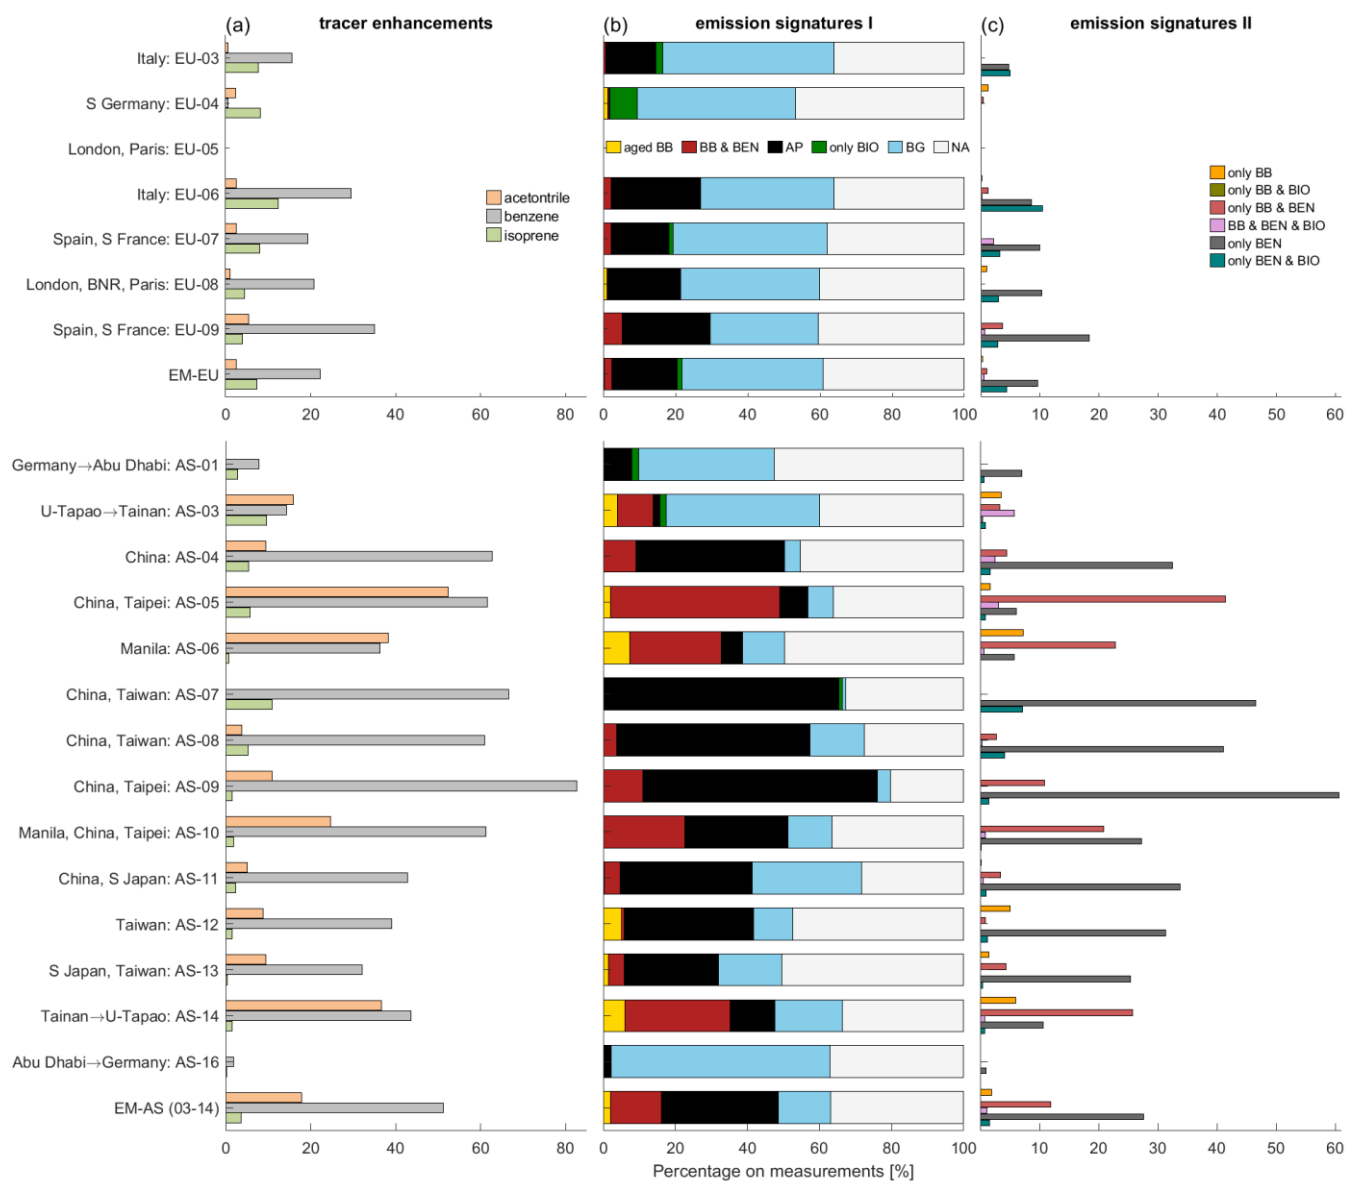 (a) tracer enhancements
(b) emission signatures I
(c) emission signatures II
Italy: EU-03
S Germany: EU-04
London, Paris: EU-05
Italy: EU-06
Spain, S France: EU-07
London, BNR, Paris: EU-08
Spain, S France: EU-09
EM-EU
acetontrile
benzene
isoprene
aged BB BB & BEN AP only BIO BG NA
only BB
only BB & BIO
only BB & BEN
BB & BEN & BIO
only BEN
only BEN & BIO
0 20 40 60 80
0 20 40 60 80 100
0 10 20 30 40 50 60
Germany→Abu Dhabi: AS-01
U-Tapao→Tainan: AS-03
China: AS-04
China, Taipei: AS-05
Manila: AS-06
China, Taiwan: AS-07
China, Taiwan: AS-08
China, Taipei: AS-09
Manila, China, Taipei: AS-10
China, S Japan: AS-11
Taiwan: AS-12
S Japan, Taiwan: AS-13
Tainan→U-Tapao: AS-14
Abu Dhabi→Germany: AS-16
EM-AS (03-14)
0 20 40 60 80
0 20 40 60 80 100
0 10 20 30 40 50 60
Percentage on measurements [%]